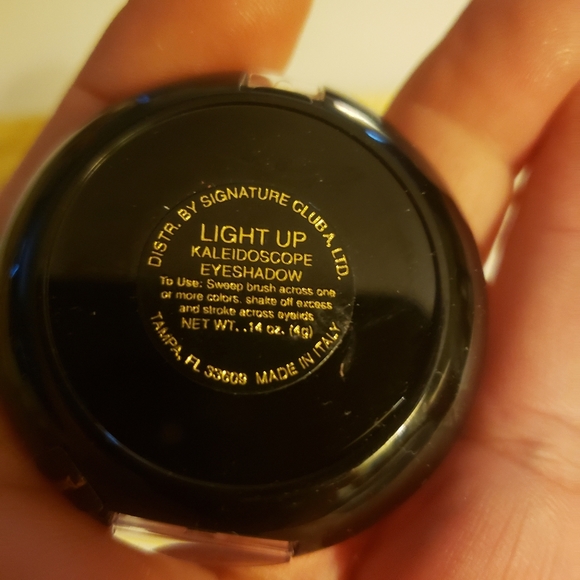 DISTR. BY SIGNATURE CLUB A, LTD.
LIGHT UP
KALEIDOSCOPE
EYESHADOW
To Use: Sweep brush across one
or more colors. shake off excess
and stroke across eyelids
NET WT. .14 oz. (4g)
TAMPA, FL 33609 MADE IN ITALY